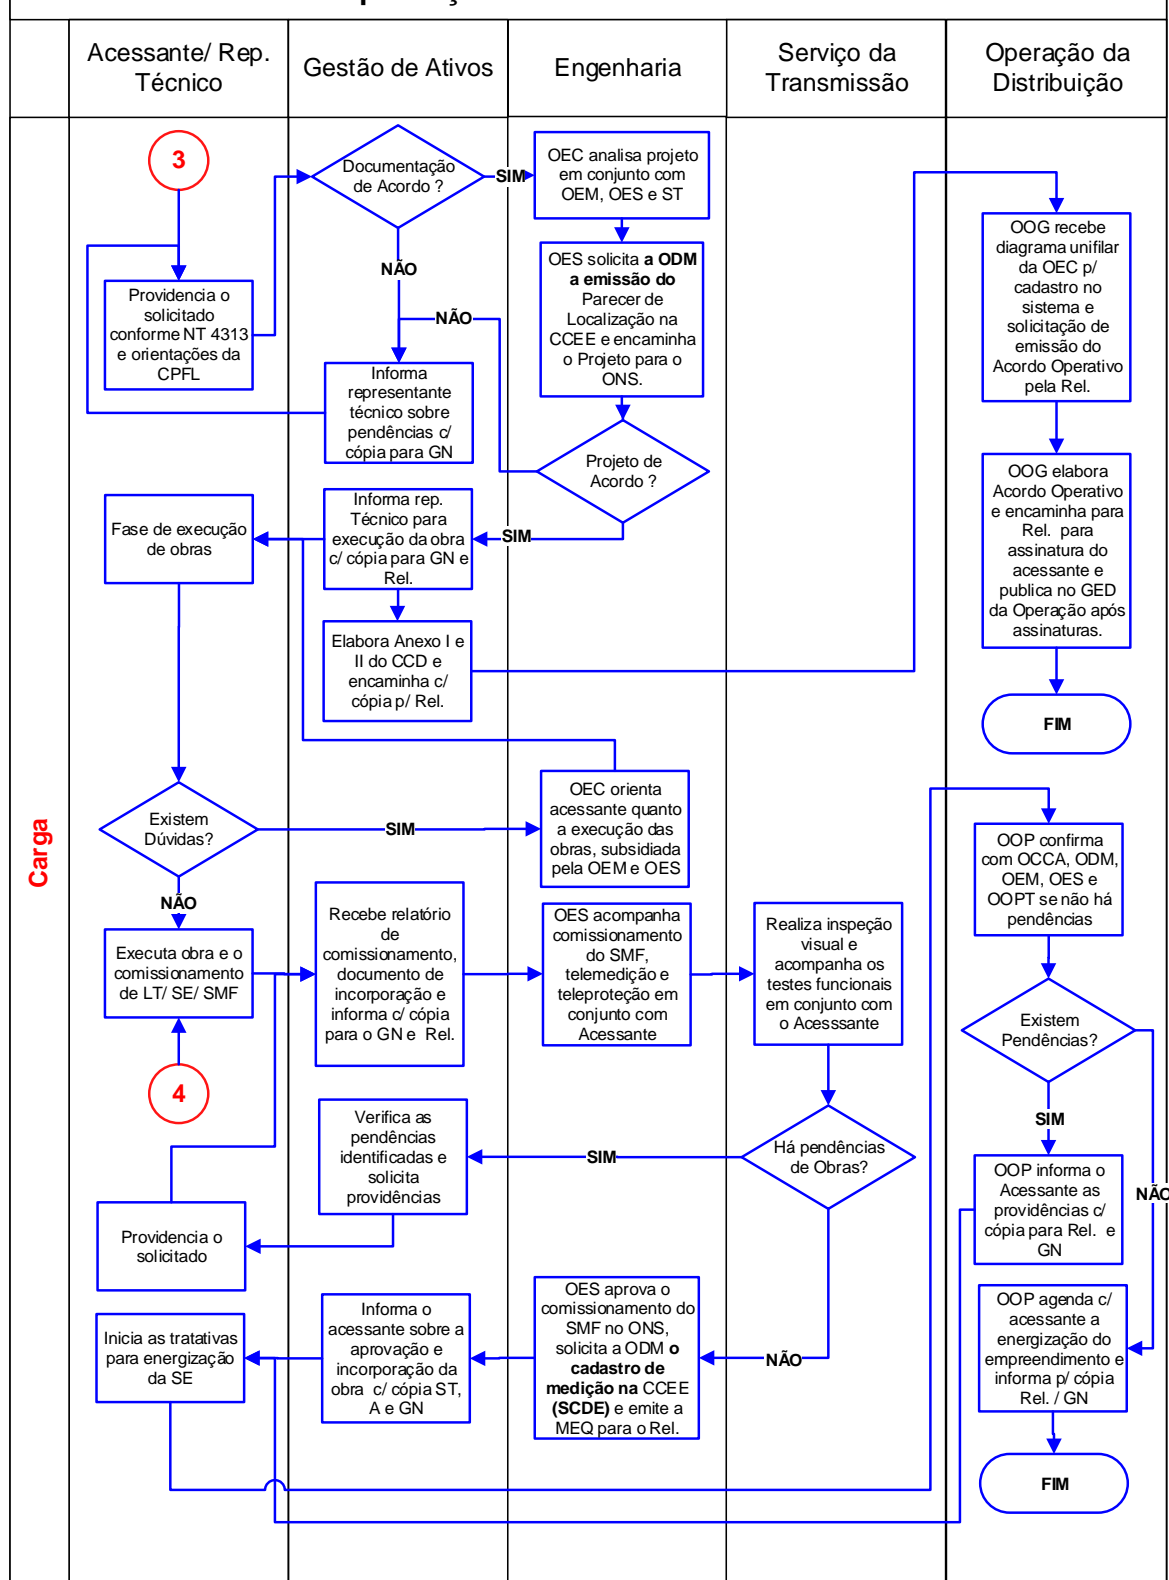 Acessante/ Rep.
Técnico
Gestão de Ativos
Engenharia
Serviço da
Transmissão
Operação da
Distribuição
Carga
3
Documentação
de Acordo ?
SIM
OEC analisa projeto
em conjunto com
OEM, OES e ST
NÃO
Providencia o
solicitado
conforme NT 4313
e orientações da
CPFL
OES solicita a ODM
a emissão do
Parecer de
Localização na
CCEE e encaminha
o Projeto para o
ONS.
OOG recebe
diagrama unifilar
da OEC p/
cadastro no
sistema e
solicitação de
emissão do
Acordo Operativo
pela Rel.
NÃO
Informa
representante
técnico sobre
pendências c/
cópia para GN
Projeto de
Acordo ?
OOG elabora
Acordo Operativo
e encaminha para
Rel. para
assinatura do
acessante e
publica no GED
da Operação após
assinaturas.
Fase de execução
de obras
Informa rep.
Técnico para
execução da obra
c/ cópia para GN e
Rel.
SIM
Elabora Anexo I e
II do CCD e
encaminha c/
cópia p/ Rel.
FIM
Existem
Dúvidas?
SIM
OEC orienta
acessante quanto
a execução das
obras, subsidiada
pela OEM e OES
OOP confirma
com OCCA, ODM,
OEM, OES e
OOPT se não há
pendências
NÃO
Executa obra e o
comissionamento
de LT/ SE/ SMF
Recebe relatório
de
comissionamento,
documento de
incorporação e
informa c/ cópia
para o GN e Rel.
OES acompanha
comissionamento
do SMF,
telemedição e
teleproteção em
conjunto com
Acessante
Realiza inspeção
visual e
acompanha os
testes funcionais
em conjunto com
o Acesssante
Existem
Pendências?
4
Verifica as
pendências
identificadas e
solicita
providências
SIM
Há pendências
de Obras?
SIM
NÃO
OOP informa o
Acessante as
providências c/
cópia para Rel. e
GN
Providencia o
solicitado
Inicia as tratativas
para energização
da SE
Informa o
acessante sobre a
aprovação e
incorporação da
obra c/ cópia ST,
A e GN
OES aprova o
comissionamento do
SMF no ONS,
solicita a ODM o
cadastro de
medição na CCEE
(SCDE) e emite a
MEQ para o Rel.
NÃO
OOP agenda c/
acessante a
energização do
empreendimento e
informa p/ cópia
Rel. / GN
FIM